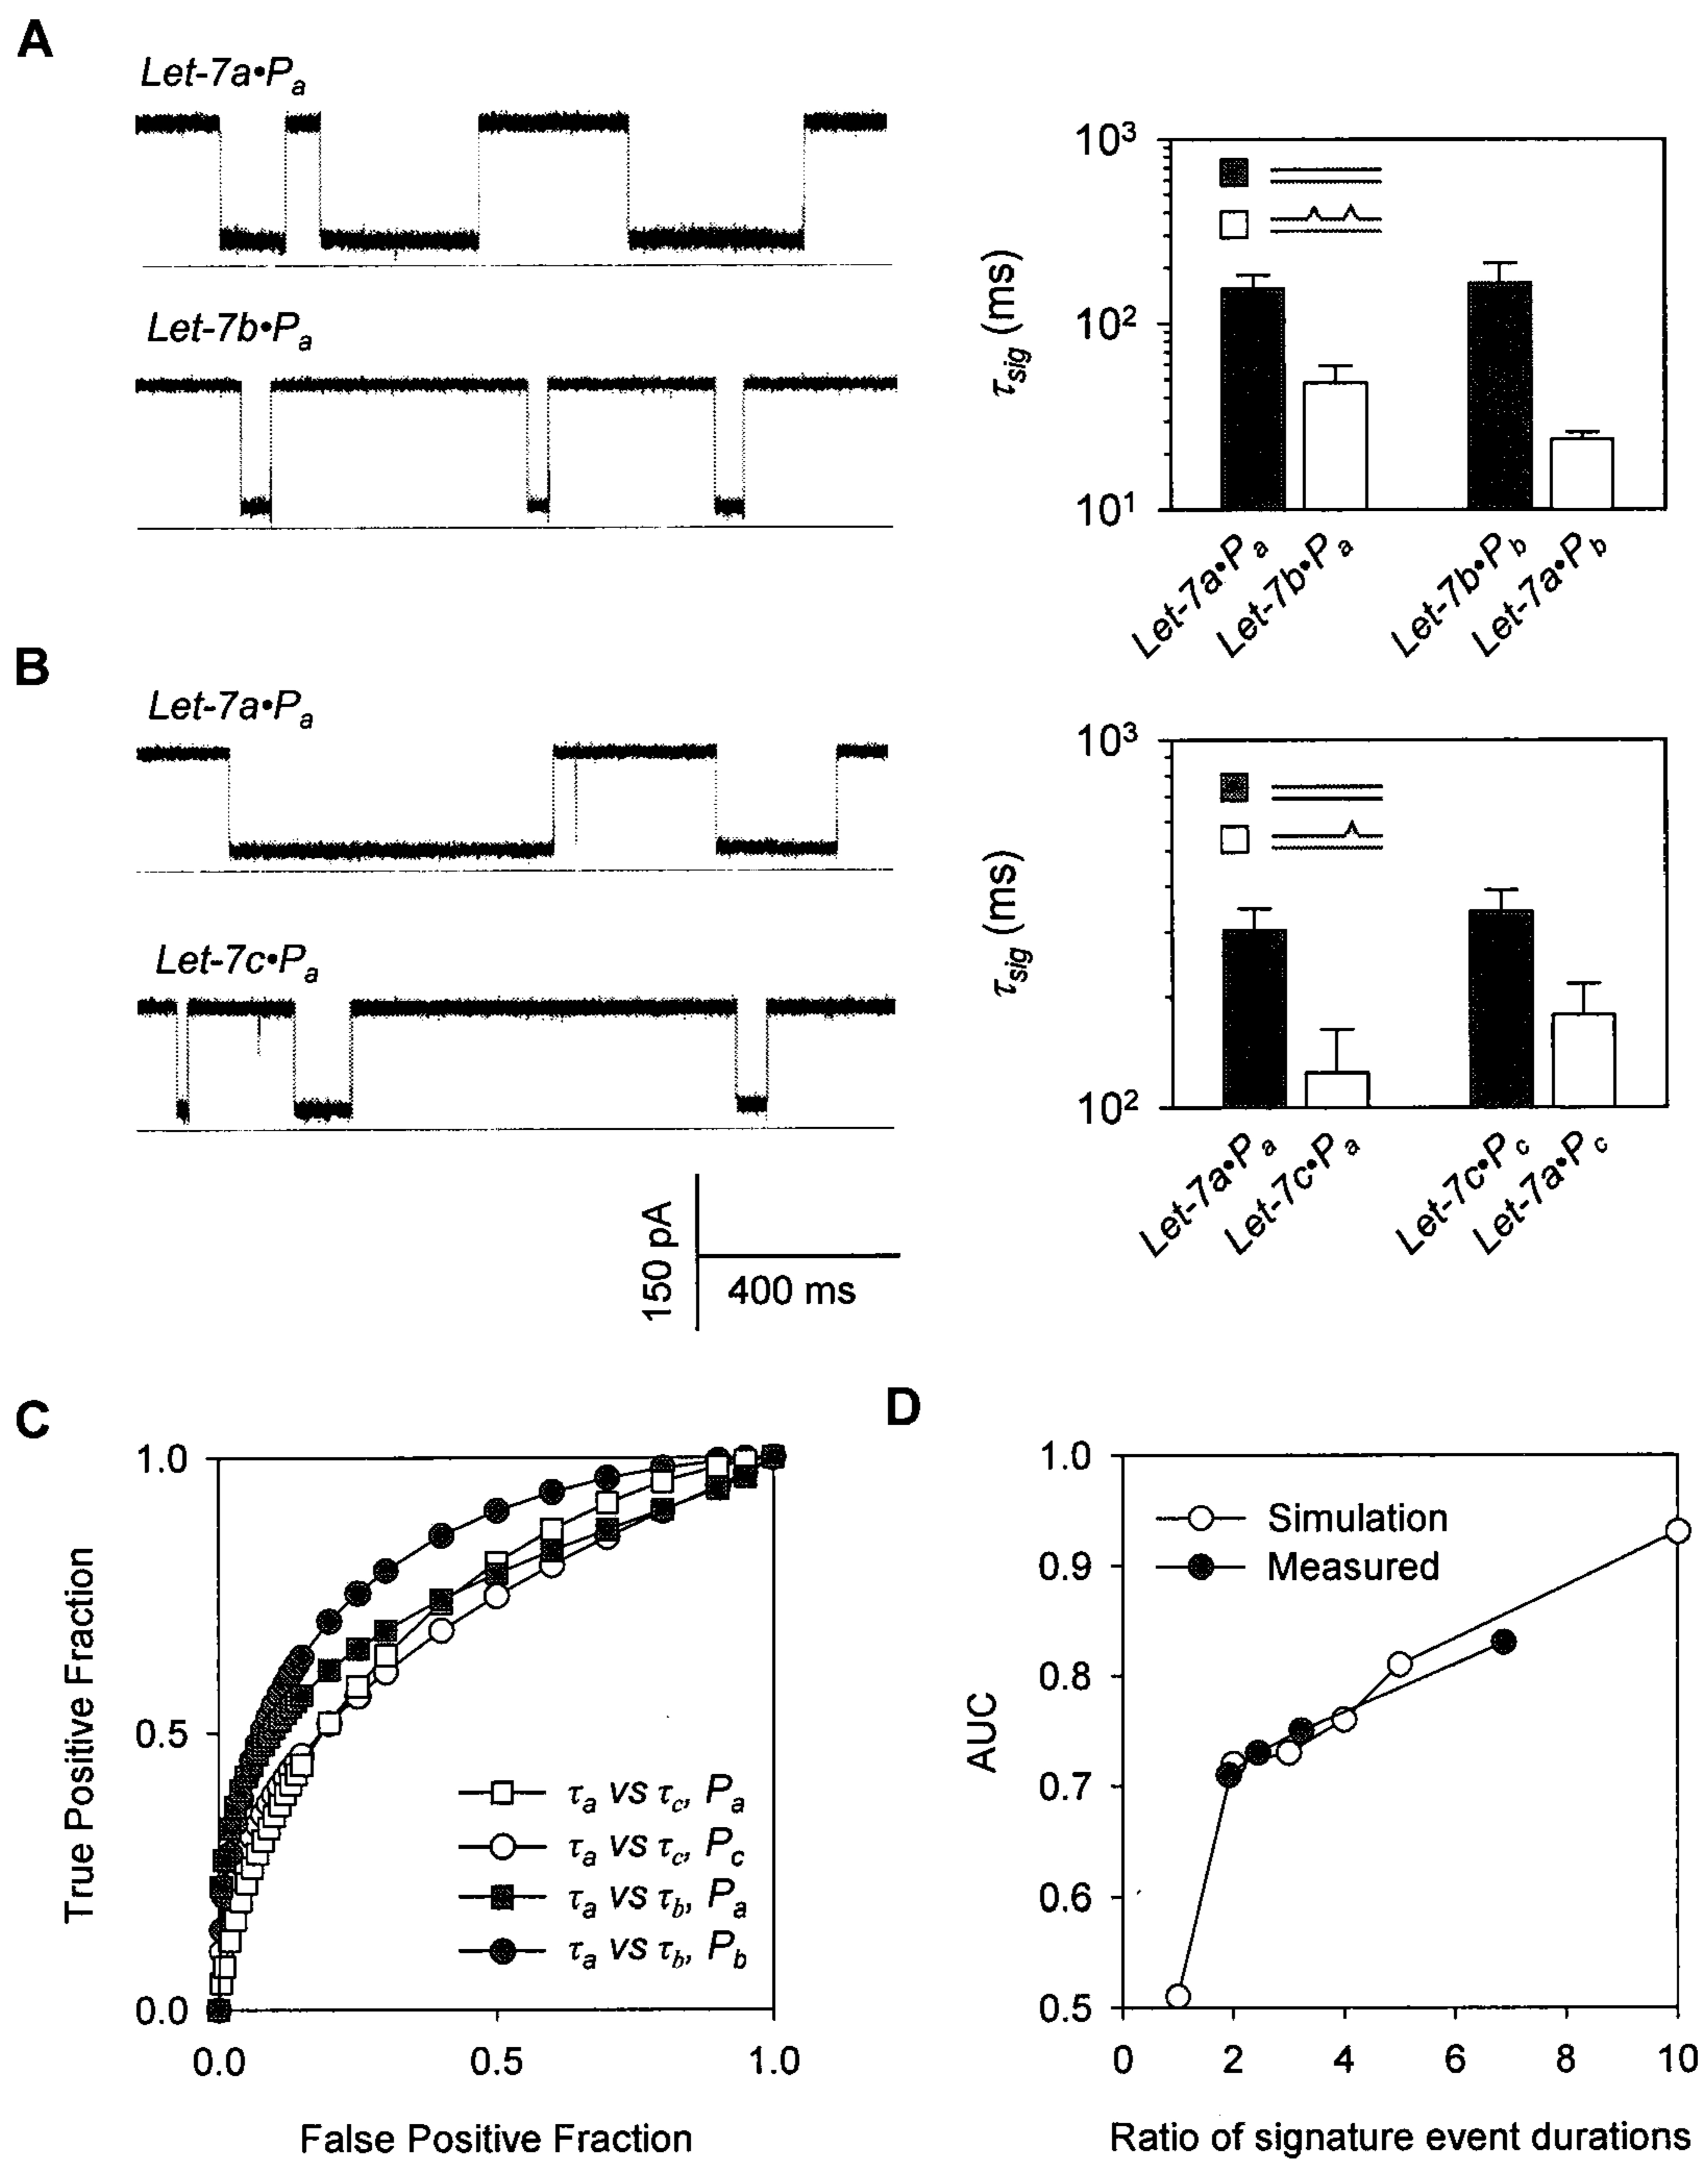 A
Let-7a•Pa
Let-7b•Pa
10³
10²
10¹
τsig (ms)
Let-7a•Pa
Let-7b•Pa
Let-7b•Pb
Let-7a•Pb
B
Let-7a•Pa
Let-7c•Pa
150 pA
400 ms
10³
10²
τsig (ms)
Let-7a•Pa
Let-7c•Pa
Let-7c•Pc
Let-7a•Pc
C
1.0
0.5
0.0
True Positive Fraction
τa vs τc, Pa
τa vs τc, Pc
τa vs τb, Pa
τa vs τb, Pb
0.0 0.5 1.0
False Positive Fraction
D
1.0
0.9
0.8
0.7
0.6
0.5
AUC
Simulation
Measured
0 2 4 6 8 10
Ratio of signature event durations